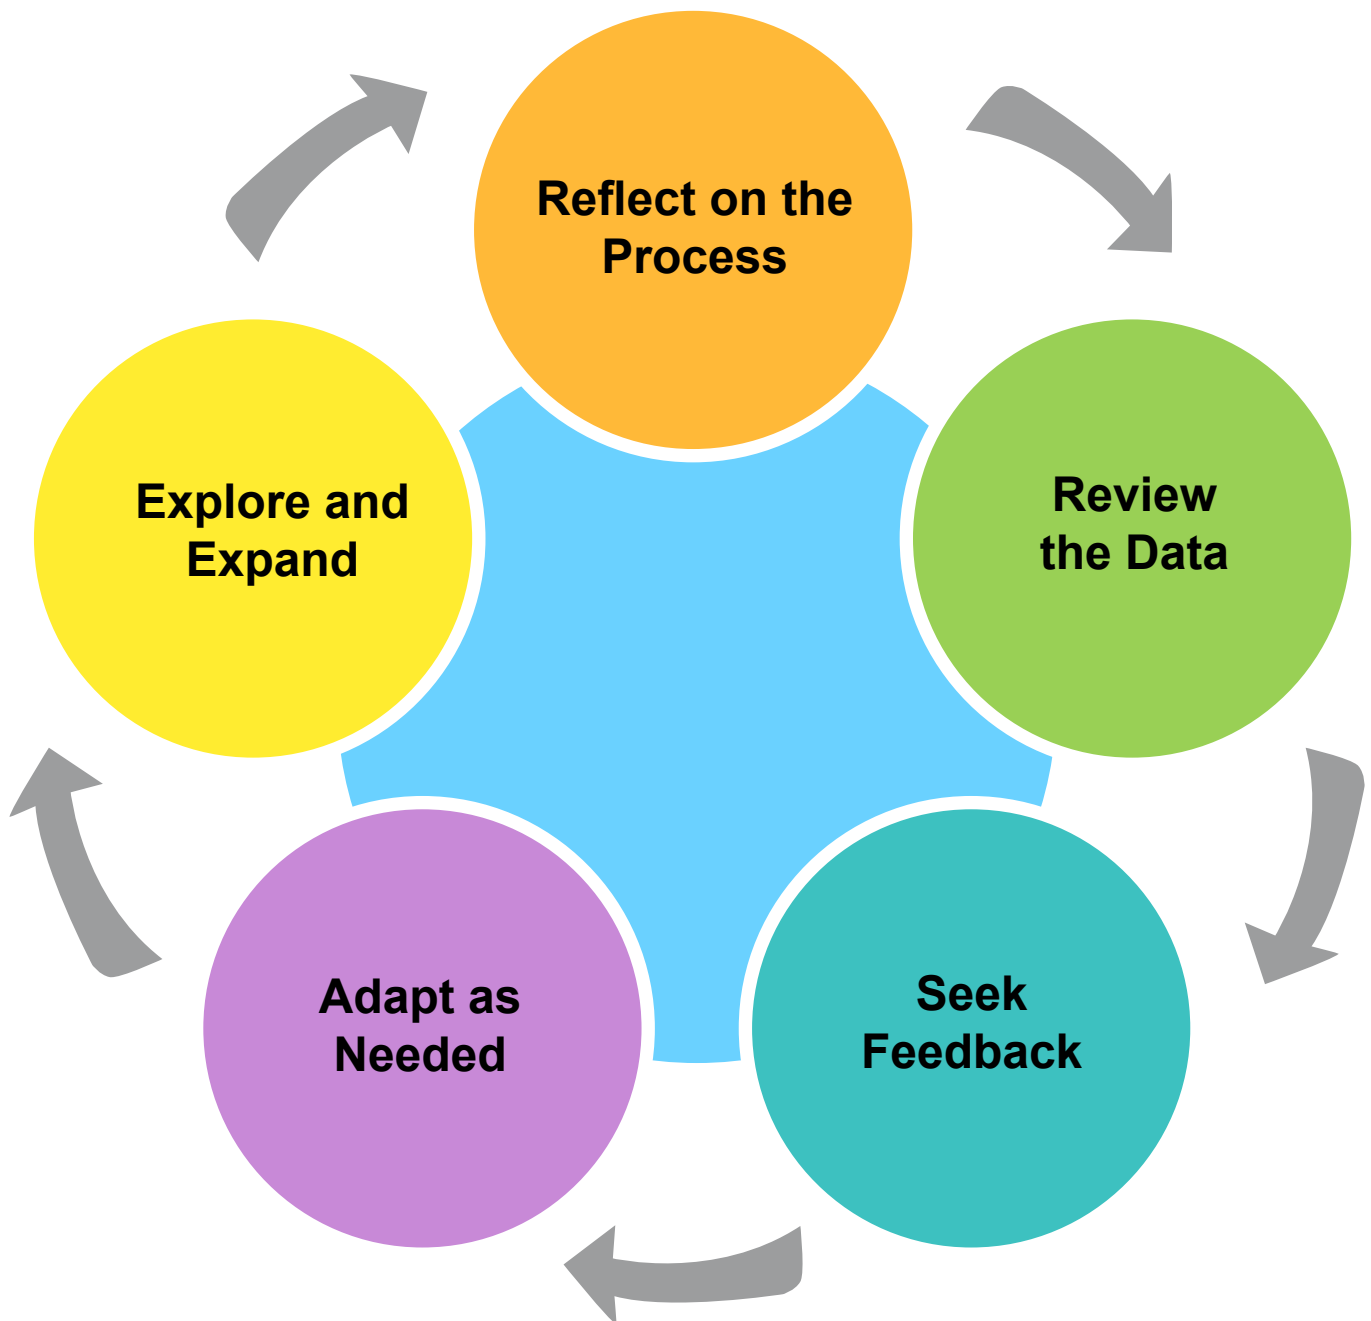 Reflect on the
Process
Review
the Data
Seek
Feedback
Adapt as
Needed
Explore and
Expand